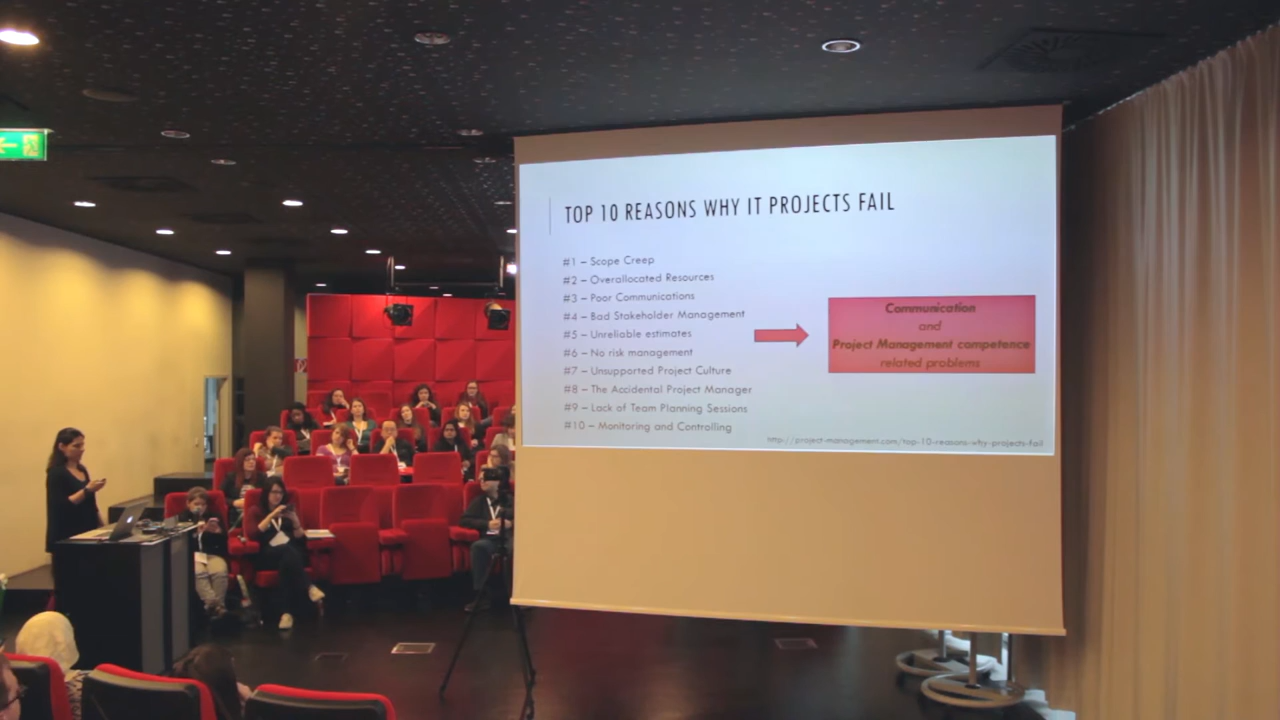 TOP 10 REASONS WHY IT PROJECTS FAIL
#1 – Scope Creep
#2 – Overallocated Resources
#3 – Poor Communications
#4 – Bad Stakeholder Management
#5 – Unreliable estimates
#6 – No risk management
#7 – Unsupported Project Culture
#8 – The Accidental Project Manager
#9 – Lack of Team Planning Sessions
#10 – Monitoring and Controlling
Communication
and
Project Management competence
related problems
http://project-management.com/top-10-reasons-why-projects-fail